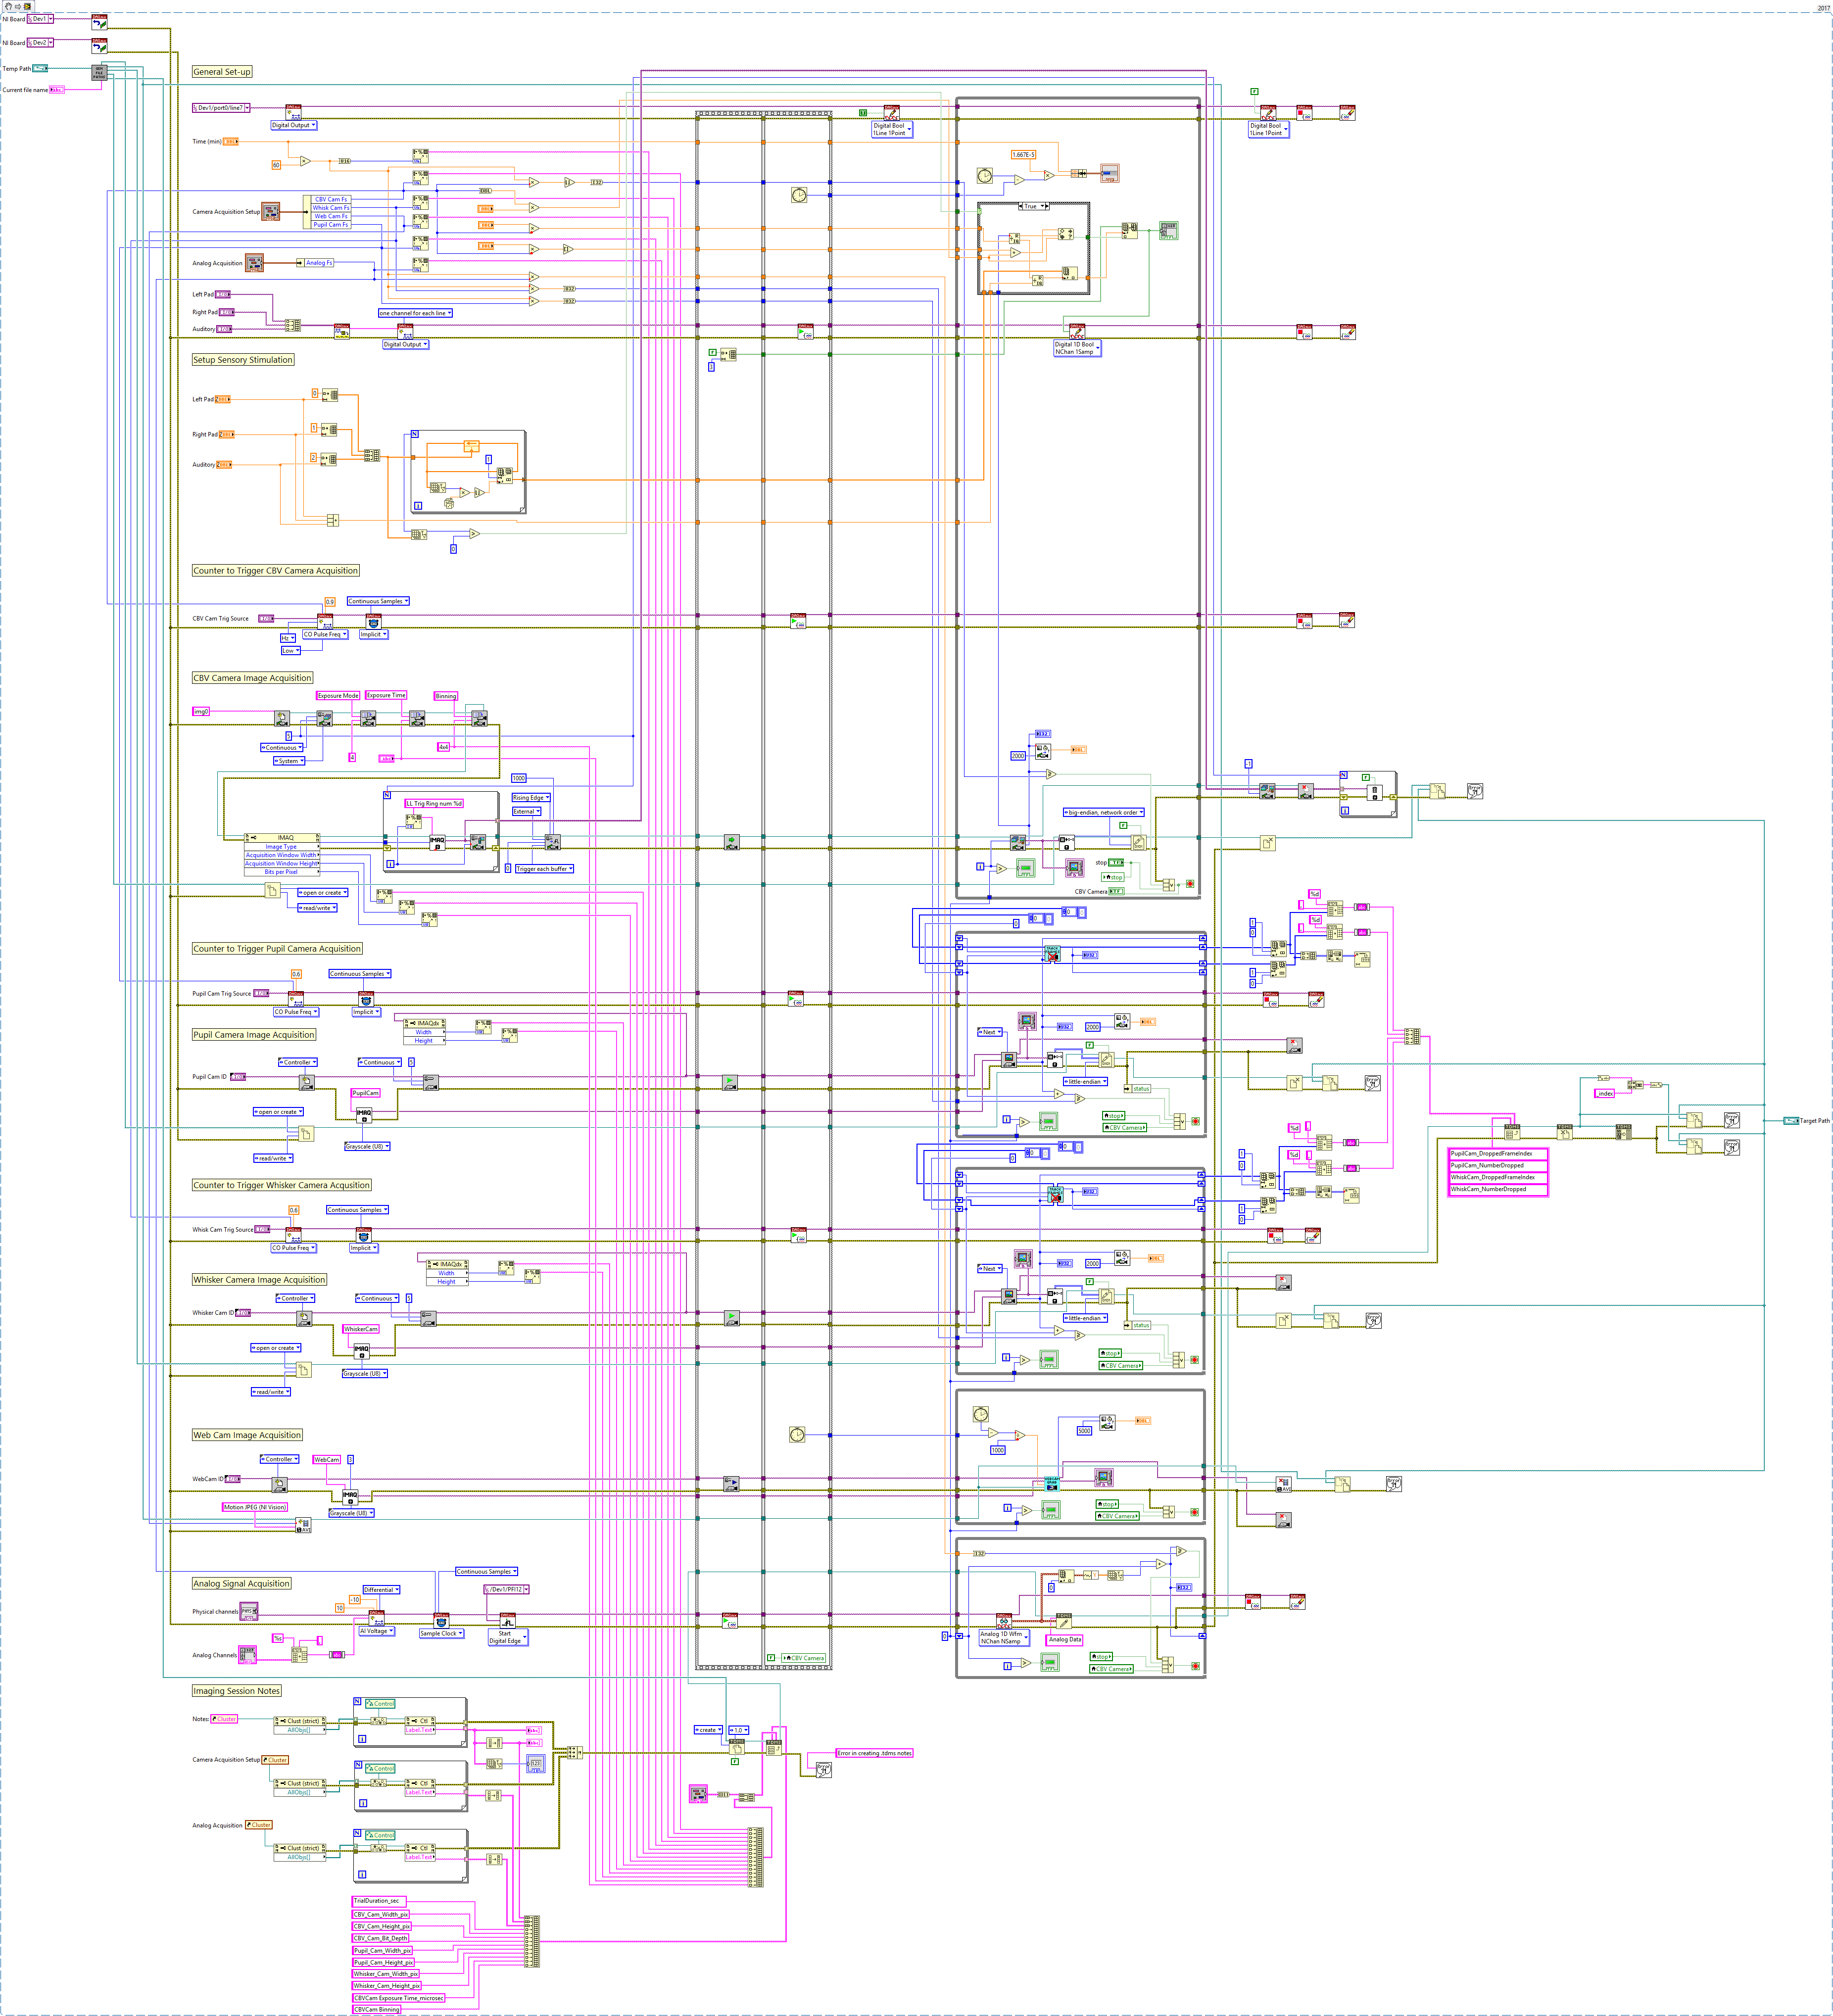 2017
NI Board
Dev1
NI Board
Dev2
Temp Path
Current file name
General Set-up
Dev1/port0/line7
Digital Output
Digital Bool
1Line 1Point
Digital Bool
1Line 1Point
Time (min)
60
1.667E-5
Camera Acquisition Setup
CBV Cam Fs
Whisk Cam Fs
Web Cam Fs
Pupil Cam Fs
True
Analog Acquisition
Analog Fs
Left Pad
Right Pad
Auditory
one channel for each line
Digital Output
Digital 1D Bool
NChan 1Samp
Setup Sensory Stimulation
3
Left Pad
0
Right Pad
1
Auditory
2
1
0
Counter to Trigger CBV Camera Acquisition
0.9
Continuous Samples
CBV Cam Trig Source
CO Pulse Freq
Implicit
Hz
Low
CBV Camera Image Acquisition
Exposure Mode
Exposure Time
Binning
img0
5
Continuous
System
4
4x4
2000
-1
1000
LL Trig Ring num %d
Rising Edge
External
big-endian, network order
IMAQ
Image Type
Acquisition Window Width
Acquisition Window Height
Bits per Pixel
0
Trigger each buffer
stop
stop
CBV Camera
open or create
read/write
Counter to Trigger Pupil Camera Acquisition
0.6
Continuous Samples
Pupil Cam Trig Source
CO Pulse Freq
Implicit
Pupil Camera Image Acquisition
IMAQdx
Width
Height
Next
2000
Controller
Continuous
5
Pupil Cam ID
PupilCam
little-endian
status
open or create
stop
CBV Camera
Grayscale (U8)
read/write
_index
Target Path
PupilCam_DroppedFrameIndex
PupilCam_NumberDropped
WhiskCam_DroppedFrameIndex
WhiskCam_NumberDropped
Counter to Trigger Whisker Camera Acqusition
0.6
Continuous Samples
Whisk Cam Trig Source
CO Pulse Freq
Implicit
Whisker Camera Image Acquisition
IMAQdx
Width
Height
Next
2000
Controller
Continuous
5
Whisker Cam ID
WhiskerCam
little-endian
status
open or create
stop
CBV Camera
Grayscale (U8)
read/write
Web Cam Image Acquisition
5000
1000
Controller
WebCam
3
WebCam ID
Motion JPEG (NI Vision)
Grayscale (U8)
stop
CBV Camera
Analog Signal Acquisition
Continuous Samples
Differential
/Dev1/PFI12
-10
10
Physical channels
AI Voltage
Sample Clock
Start
Digital Edge
Analog 1D Wfm
NChan NSamp
Analog Data
Analog Channels
%s
CBV Camera
stop
CBV Camera
Imaging Session Notes
Notes:
Cluster
Clust (strict)
AllObjs[]
Control
Ctl
Label.Text
create
1.0
Error in creating .tdms notes
Camera Acquisition Setup
Cluster
Clust (strict)
AllObjs[]
Control
Ctl
Label.Text
Analog Acquisition
Cluster
Clust (strict)
AllObjs[]
Control
Ctl
Label.Text
TrialDuration_sec
CBV_Cam_Width_pix
CBV_Cam_Height_pix
CBV_Cam_Bit_Depth
Pupil_Cam_Width_pix
Pupil_Cam_Height_pix
Whisker_Cam_Width_pix
Whisker_Cam_Height_pix
CBVCam Exposure Time_microsec
CBVCam Binning